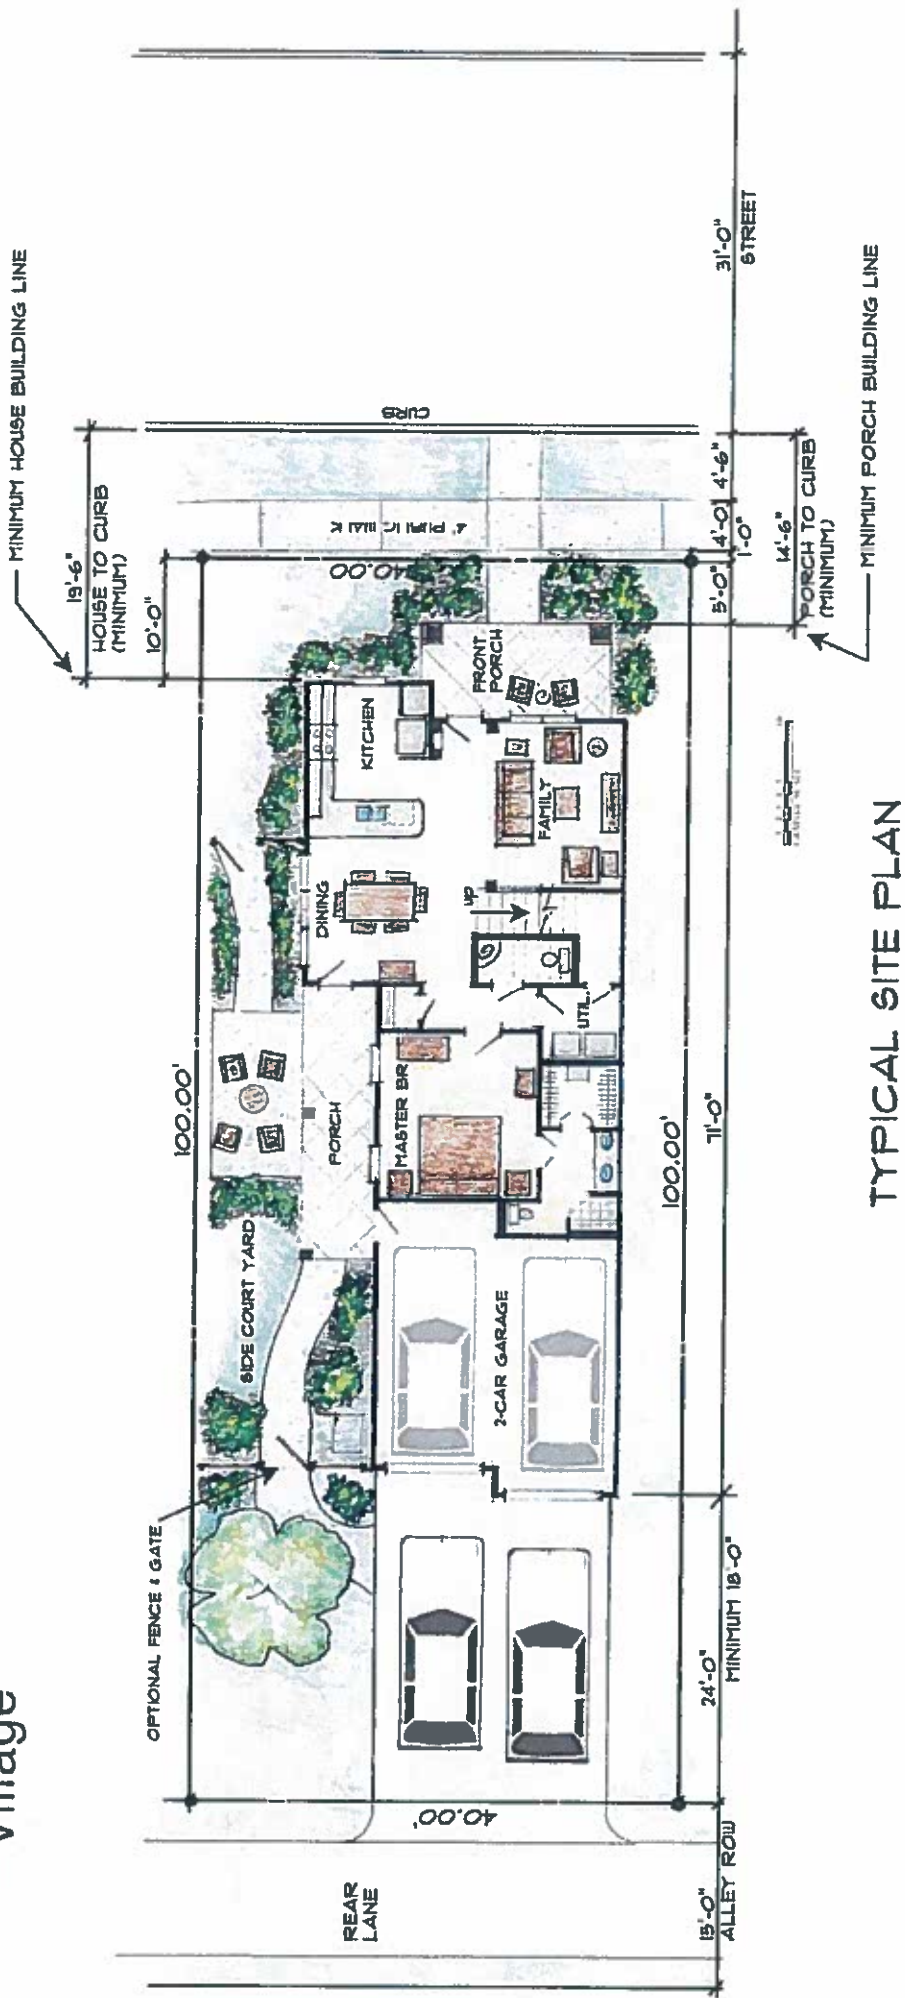 Village
MINIMUM HOUSE BUILDING LINE
19'-6"
HOUSE TO CURB
(MINIMUM)
10'-0"
CURB
40.00'
KITCHEN
FRONT
PORCH
FAMILY
DINING
UP
UTIL.
MASTER BR
PORCH
SIDE COURT YARD
2-CAR GARAGE
OPTIONAL FENCE & GATE
100.00'
100.00'
40.00'
REAR
LANE
15'-0"
ALLEY ROW
24'-0"
MINIMUM 18'-0"
71'-0"
5'-0"
1'-0"
4'-0"
4'-6"
14'-6"
PORCH TO CURB
(MINIMUM)
31'-0"
STREET
MINIMUM PORCH BUILDING LINE
TYPICAL SITE PLAN